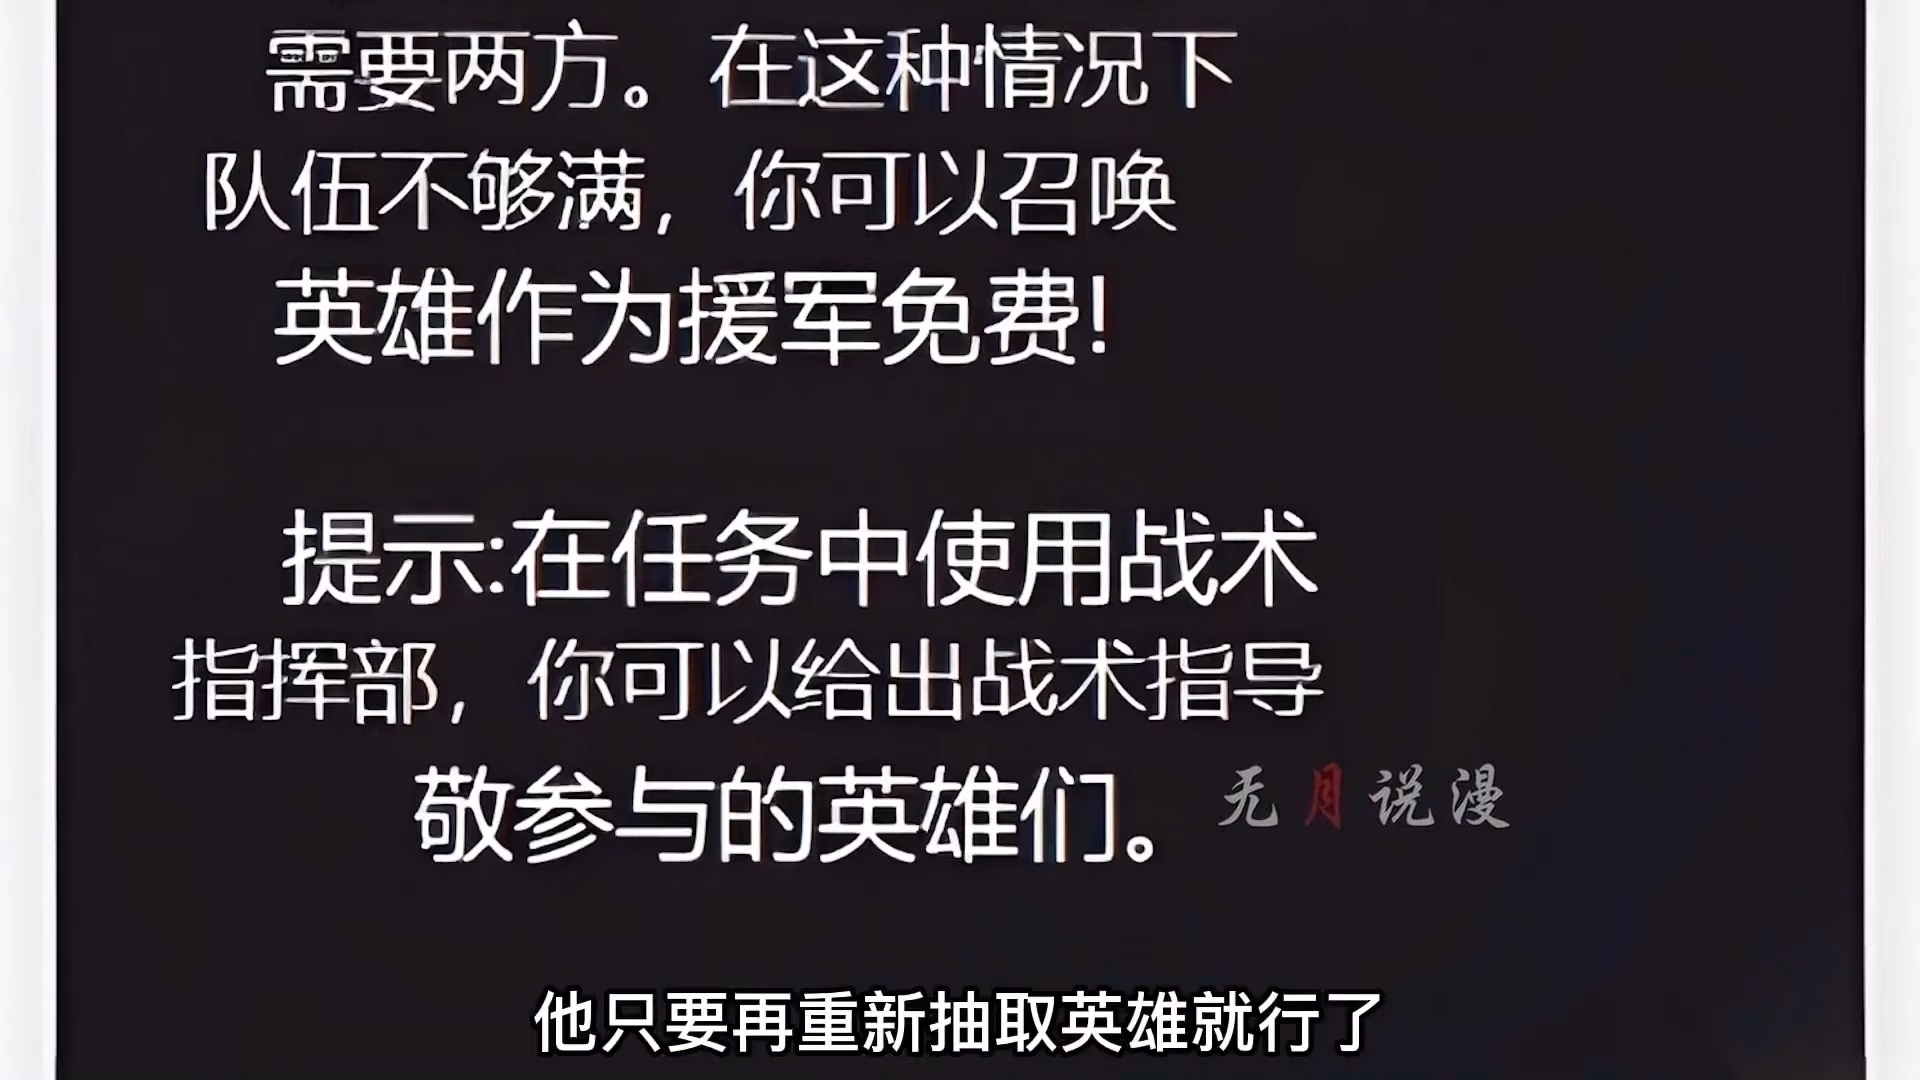 需要两方。在这种情况下
队伍不够满，你可以召唤
英雄作为援军免费!
提示:在任务中使用战术
指挥部，你可以给出战术指导
敬参与的英雄们。
无月说漫
他只要再重新抽取英雄就行了